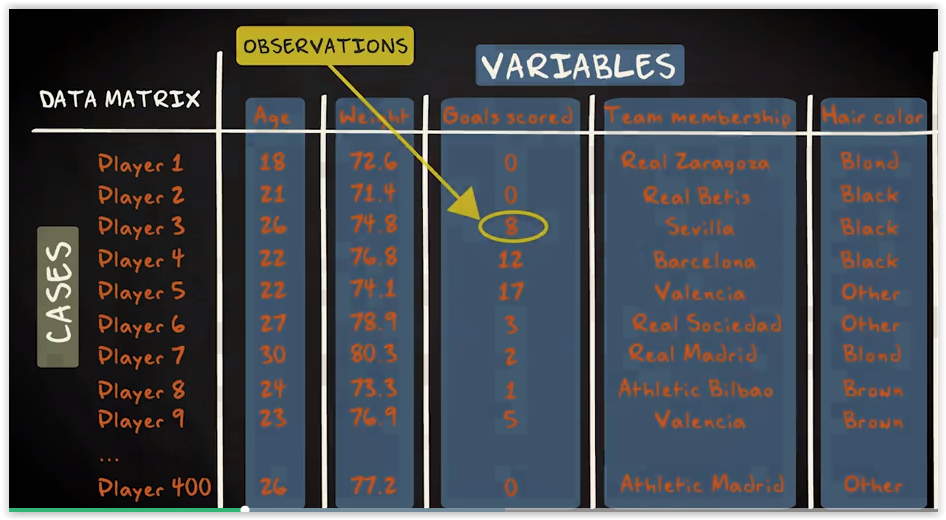 OBSERVATIONS
VARIABLES
DATA MATRIX
Age Weight Goals scored Team membership Hair color
CASES
Player 1 18 72.6 0 Real Zaragoza Blond
Player 2 21 71.4 0 Real Betis Black
Player 3 26 74.8 8 Sevilla Black
Player 4 22 76.8 12 Barcelona Black
Player 5 22 74.1 17 Valencia Other
Player 6 27 78.9 3 Real Sociedad Other
Player 7 30 80.3 2 Real Madrid Blond
Player 8 24 73.3 1 Athletic Bilbao Brown
Player 9 23 76.9 5 Valencia Brown
...
Player 400 26 77.2 0 Athletic Madrid Other